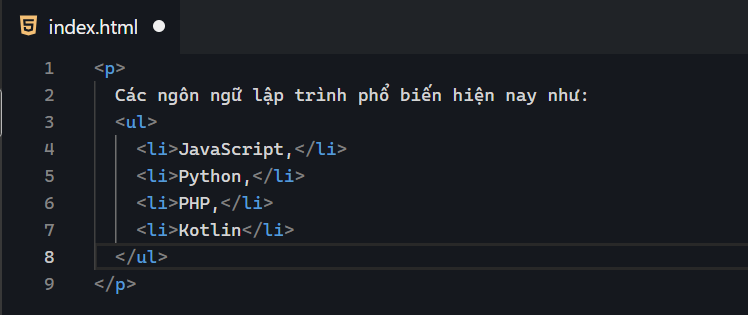 index.html
1 <p>
2 Các ngôn ngữ lập trình phổ biến hiện nay như:
3 <ul>
4 <li>JavaScript,</li>
5 <li>Python,</li>
6 <li>PHP,</li>
7 <li>Kotlin</li>
8 </ul>
9 </p>